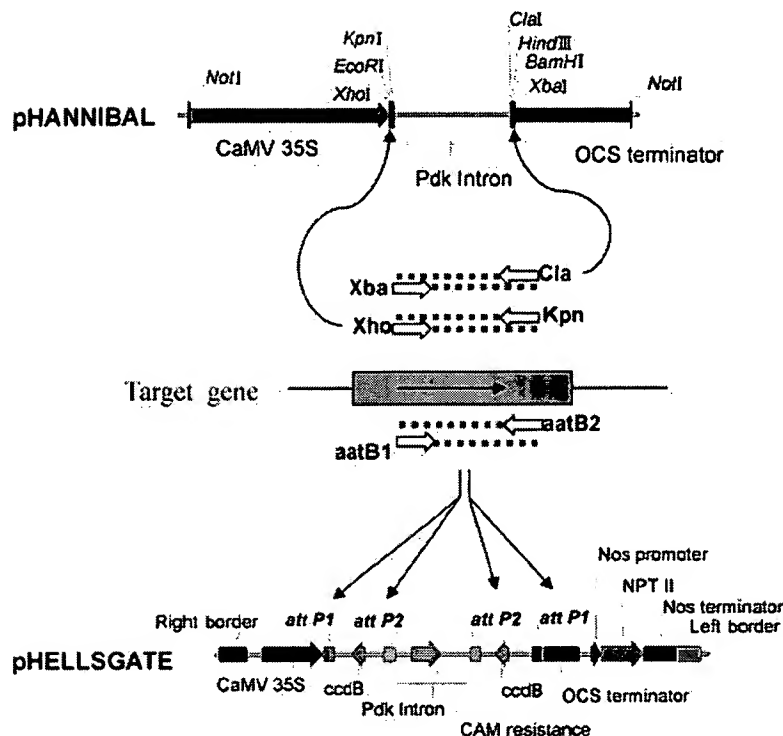 ClaI
KpnI HindIII
EcoRI BamHI
NotI XhoI XbaI NotI
pHANNIBAL
CaMV 35S OCS terminator
Pdk Intron
Xba Cla
Xho Kpn
Target gene
aatB1 aatB2
Nos promoter
NPT II
Right border att P1 att P2 att P2 att P1 Nos terminator
Left border
pHELLSGATE
CaMV 35S ccdB ccdB OCS terminator
Pdk Intron
CAM resistance